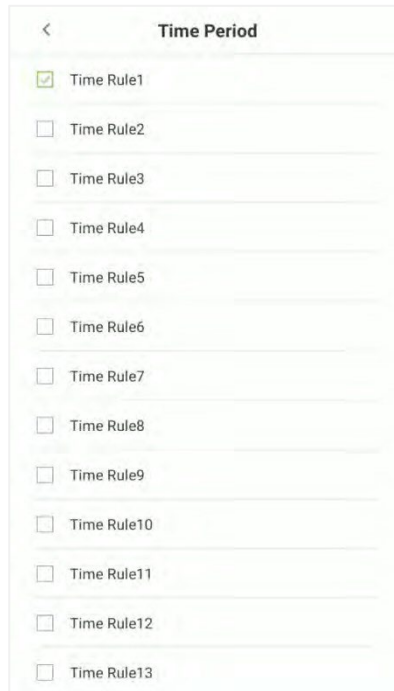 Time Period
Time Rule1
Time Rule2
Time Rule3
Time Rule4
Time Rule5
Time Rule6
Time Rule7
Time Rule8
Time Rule9
Time Rule10
Time Rule11
Time Rule12
Time Rule13